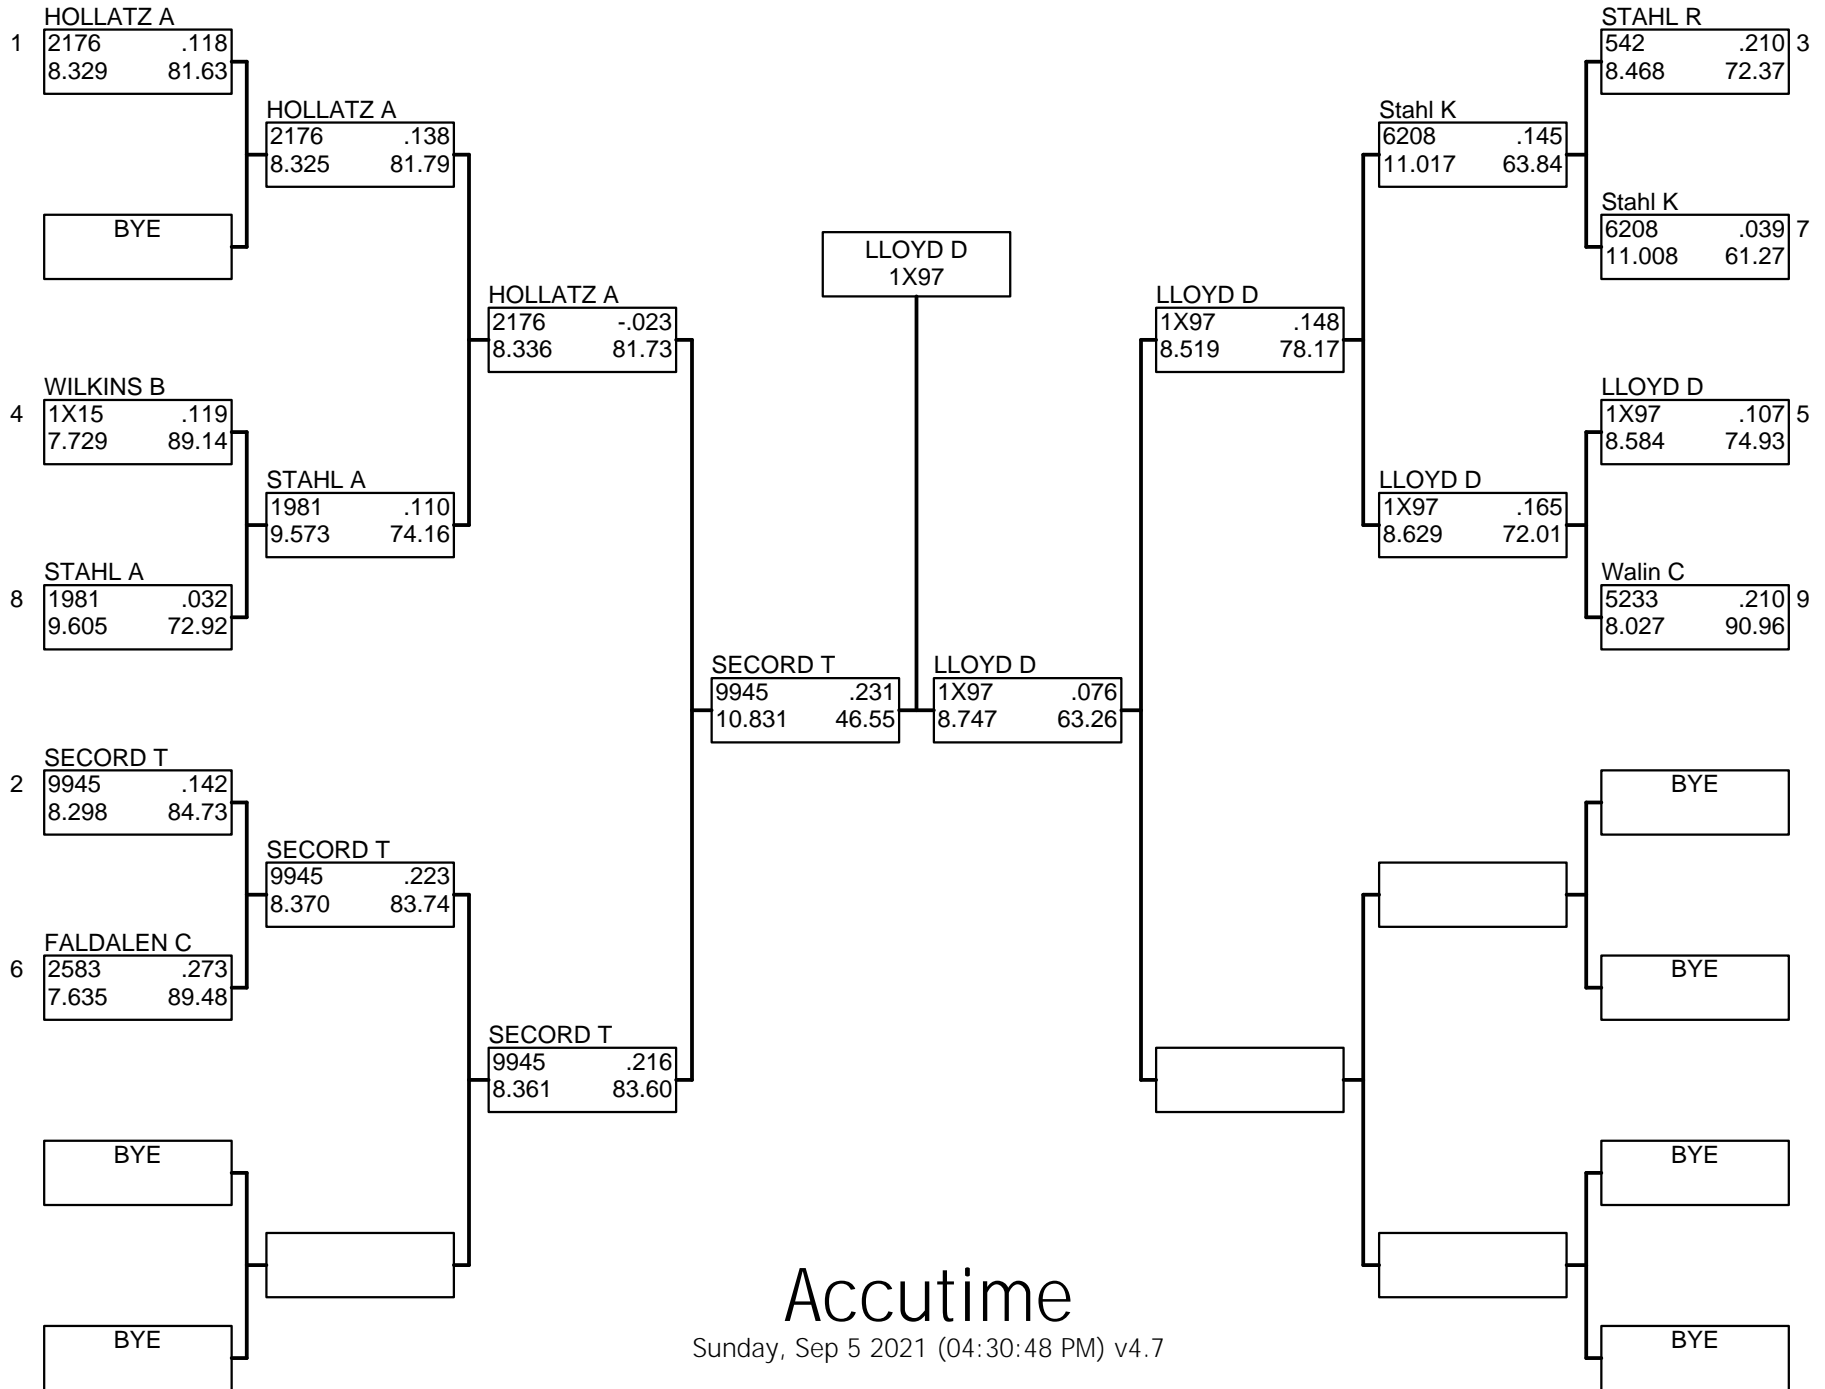 HOLLATZ A
1 2176 .118
8.329 81.63
BYE
WILKINS B
4 1X15 .119
7.729 89.14
STAHL A
8 1981 .032
9.605 72.92
SECORD T
2 9945 .142
8.298 84.73
FALDALEN C
6 2583 .273
7.635 89.48
BYE
BYE
HOLLATZ A
2176 .138
8.325 81.79
STAHL A
1981 .110
9.573 74.16
SECORD T
9945 .223
8.370 83.74
HOLLATZ A
2176 -.023
8.336 81.73
SECORD T
9945 .216
8.361 83.60
SECORD T
9945 .231
10.831 46.55
LLOYD D
1X97
LLOYD D
1X97 .076
8.747 63.26
LLOYD D
1X97 .148
8.519 78.17
Stahl K
6208 .145
11.017 63.84
LLOYD D
1X97 .165
8.629 72.01
STAHL R
542 .210 3
8.468 72.37
Stahl K
6208 .039 7
11.008 61.27
LLOYD D
1X97 .107 5
8.584 74.93
Walin C
5233 .210 9
8.027 90.96
BYE
BYE
BYE
BYE
Accutime
Sunday, Sep 5 2021 (04:30:48 PM) v4.7